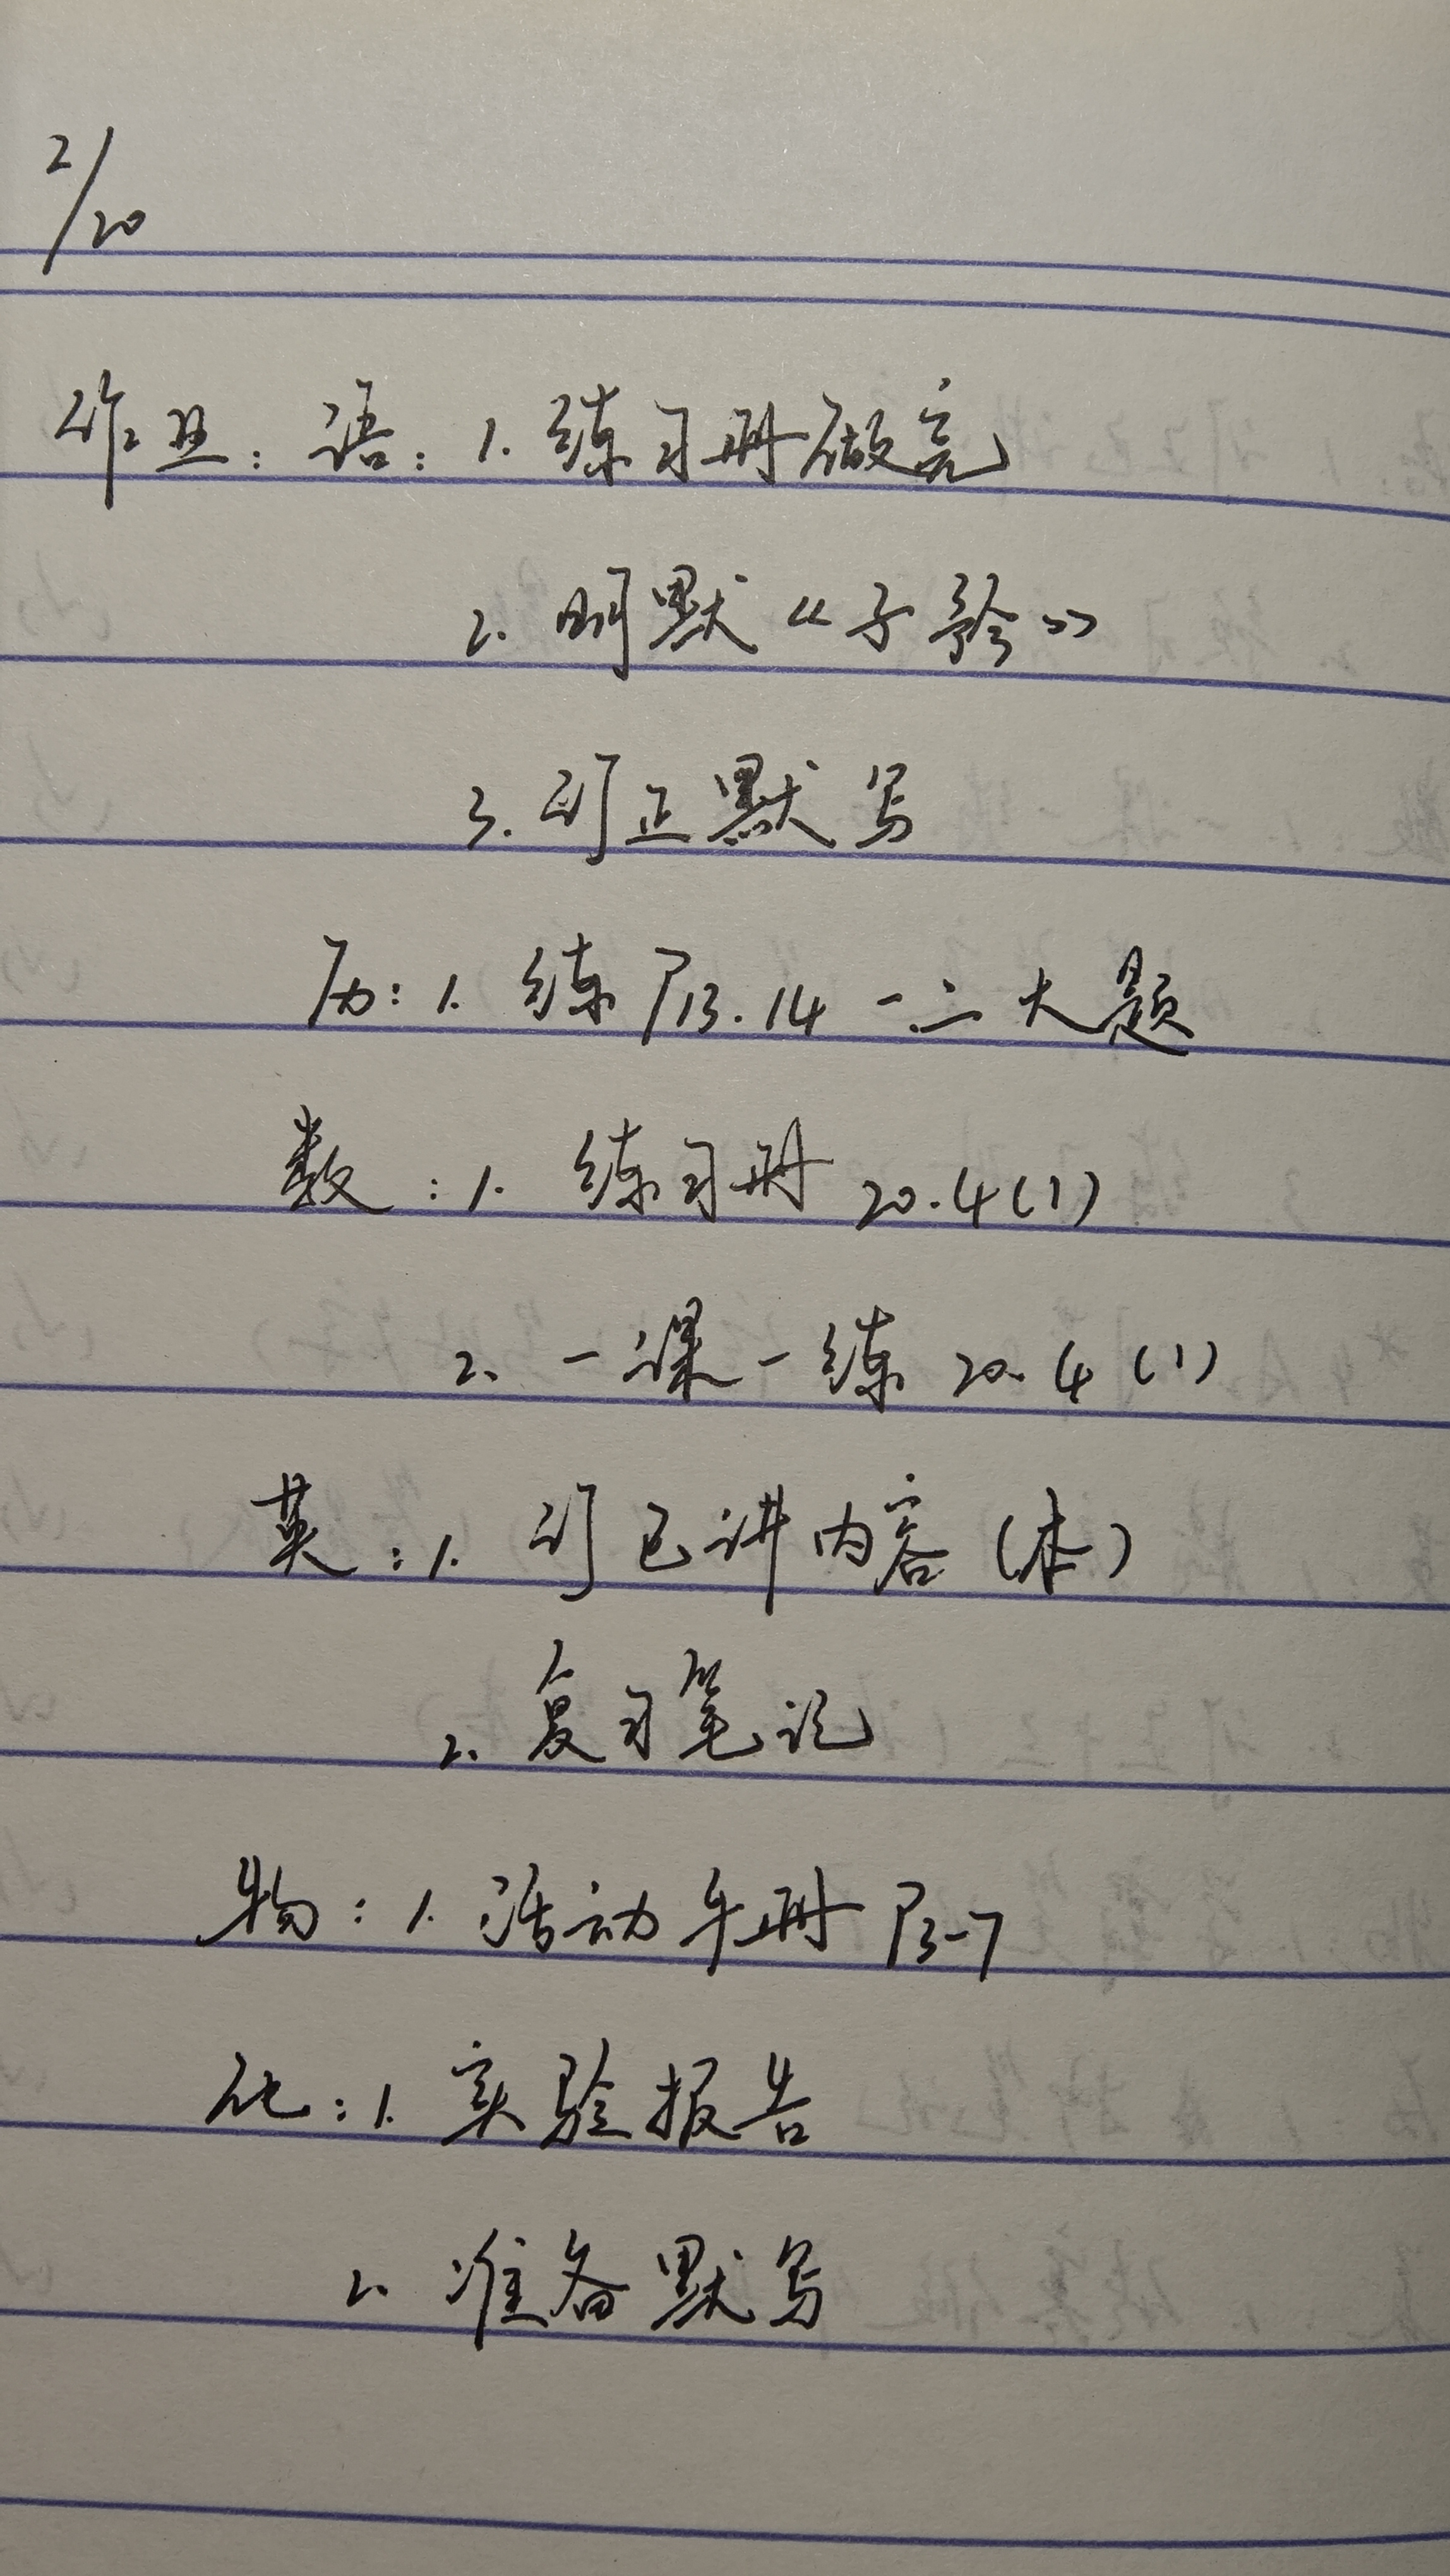 2/20
作业：语：1. 练习册做完
2. 明默《子衿》
3. 订正默写
历：1. 练 P13.14 一.二大题
数：1. 练习册 20.4(1)
2. 一课一练 20.4(1)
英：1. 订已讲内容(本)
2. 复习笔记
物：1. 活动手册 P3-7
化：1. 实验报告
2. 准备默写